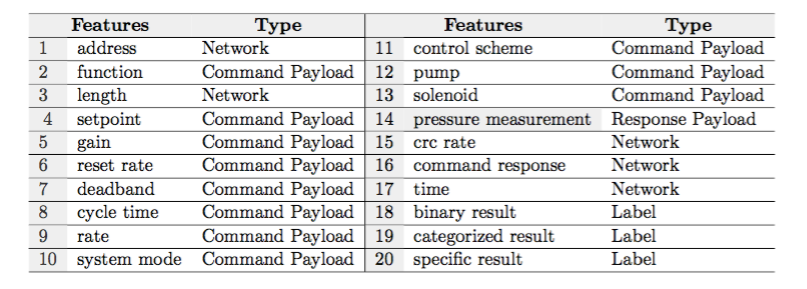 Features Type Features Type
1 address Network 11 control scheme Command Payload
2 function Command Payload 12 pump Command Payload
3 length Network 13 solenoid Command Payload
4 setpoint Command Payload 14 pressure measurement Response Payload
5 gain Command Payload 15 crc rate Network
6 reset rate Command Payload 16 command response Network
7 deadband Command Payload 17 time Network
8 cycle time Command Payload 18 binary result Label
9 rate Command Payload 19 categorized result Label
10 system mode Command Payload 20 specific result Label